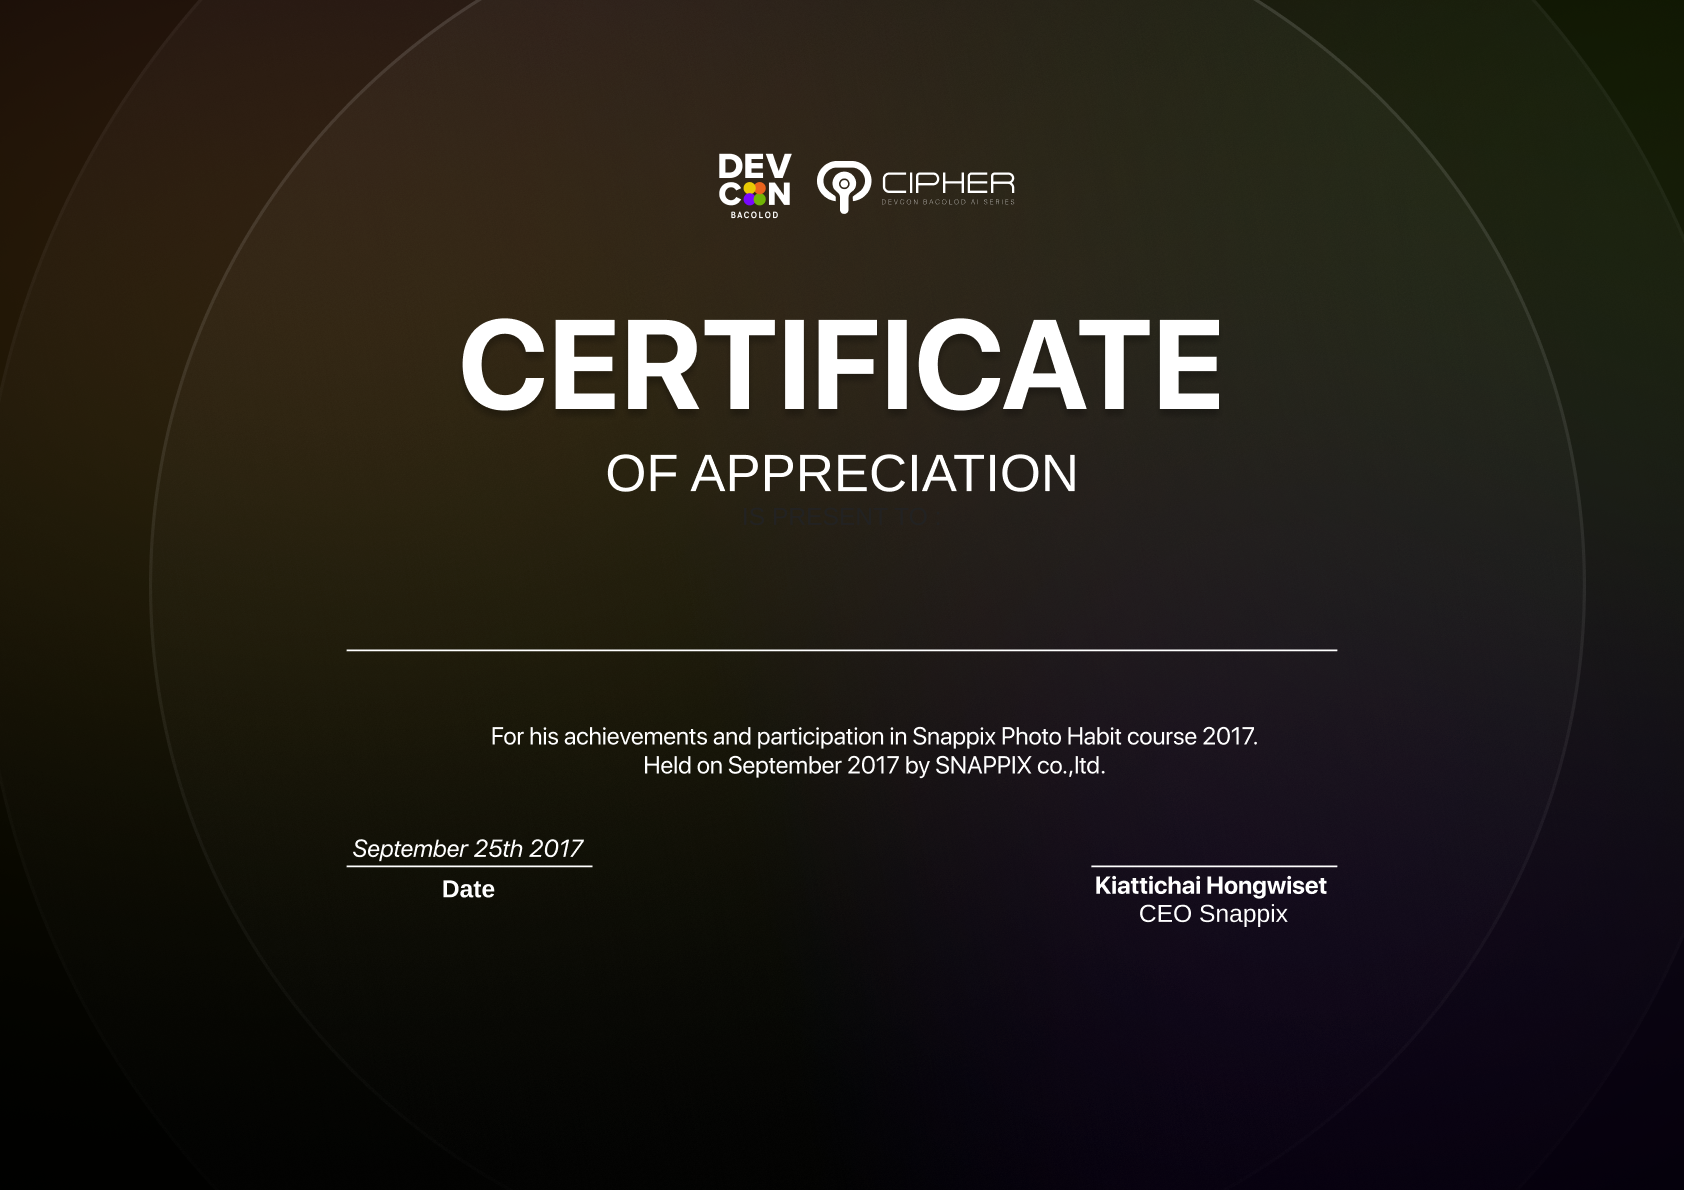 DEV
CON
BACOLOD
CIPHER
DEVCON BACOLOD AI SERIES
CERTIFICATE
OF APPRECIATION
For his achievements and participation in Snappix Photo Habit course 2017.
Held on September 2017 by SNAPPIX co.,ltd.
September 25th 2017
Date
Kiattichai Hongwiset
CEO Snappix